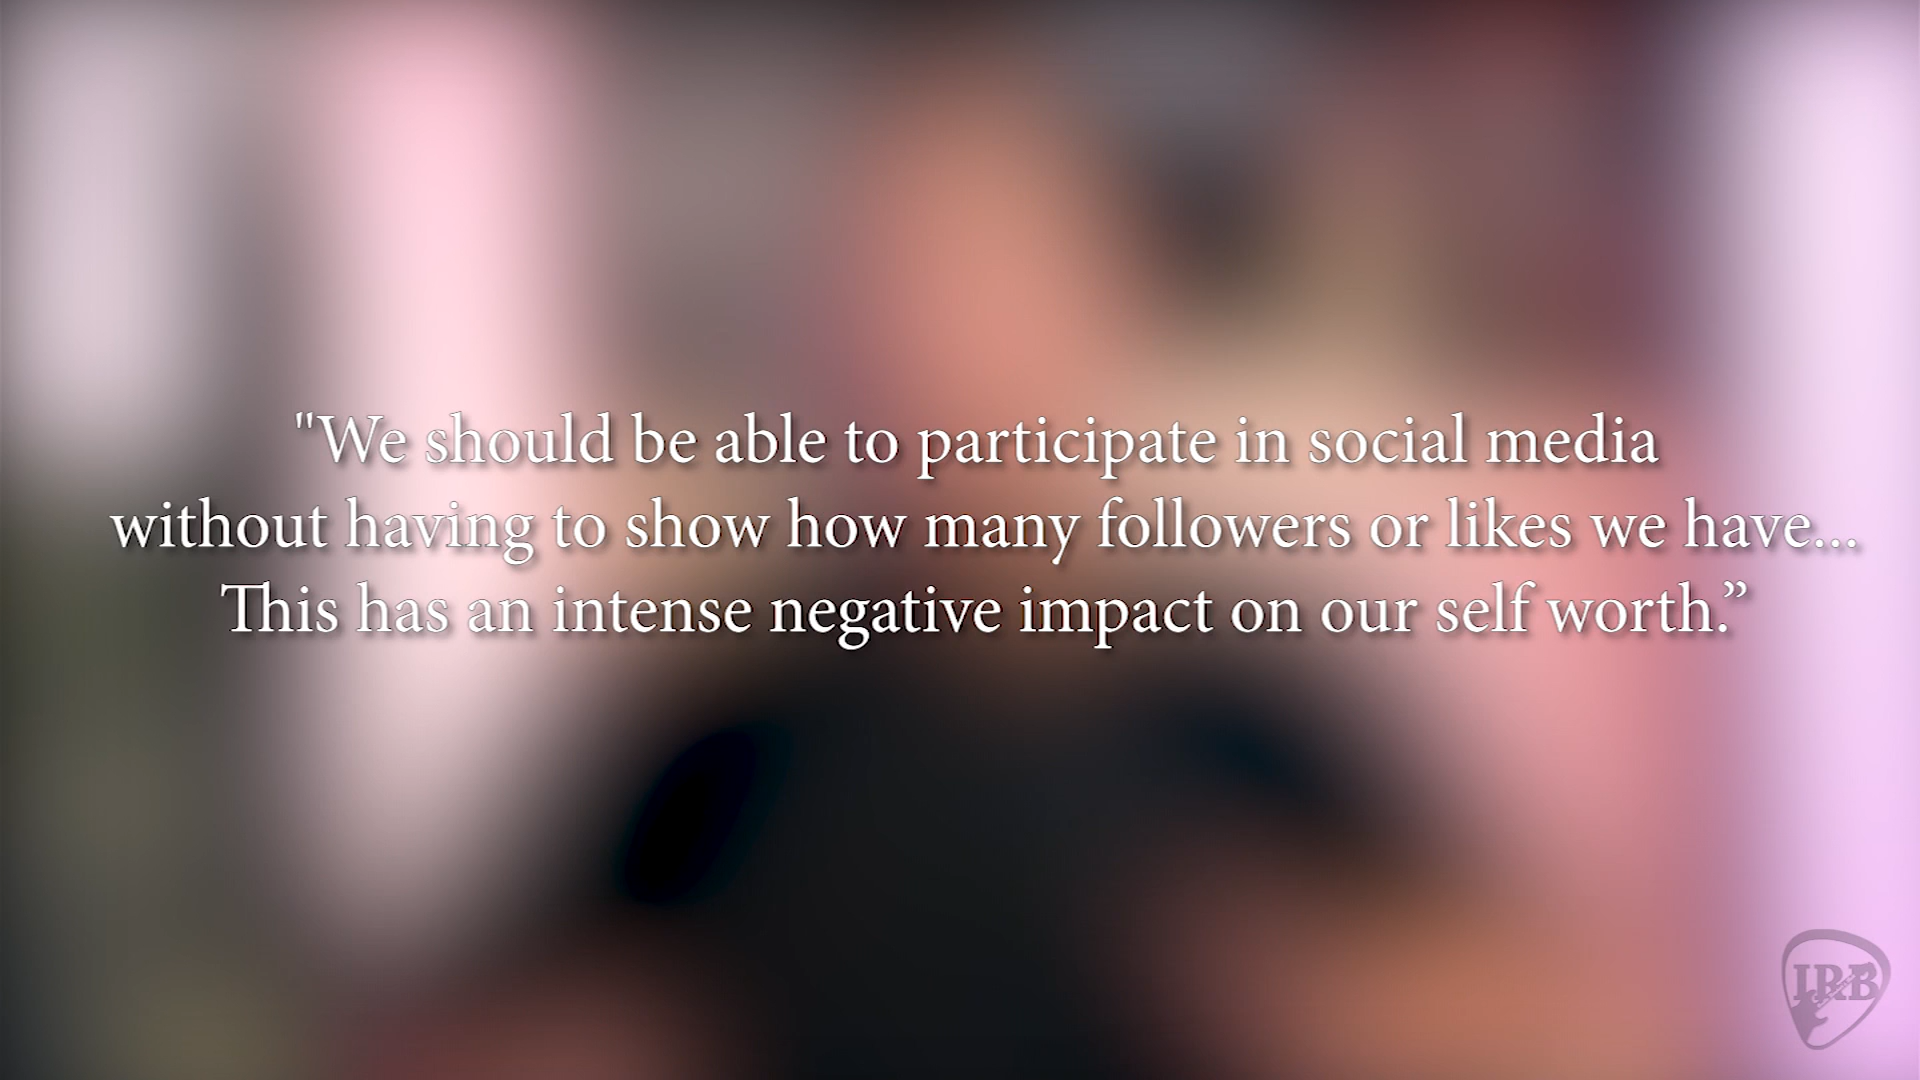 "We should be able to participate in social media
without having to show how many followers or likes we have...
This has an intense negative impact on our self worth.”
IRB